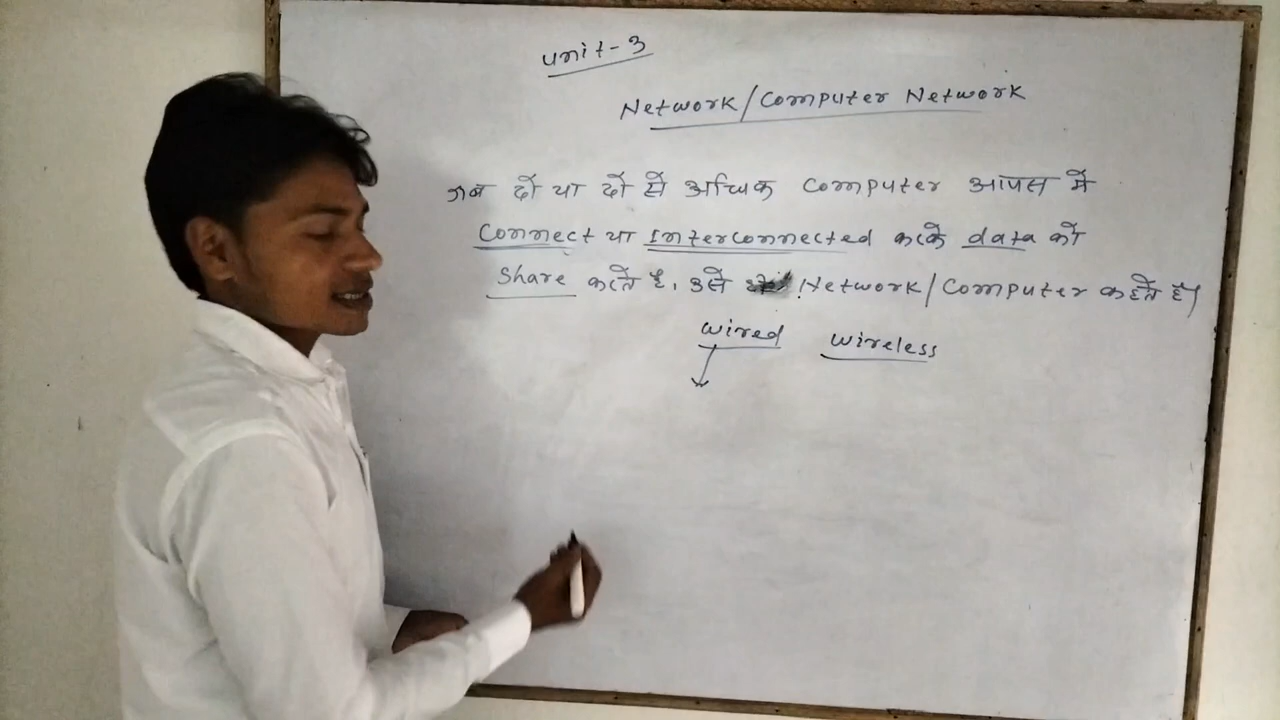 Unit-3
Network/Computer Network
जब दो या दो से अधिक Computer आपस में
Connect या Interconnected करके data को
Share करते है, उसे Network/Computer कहते है।
wired wireless